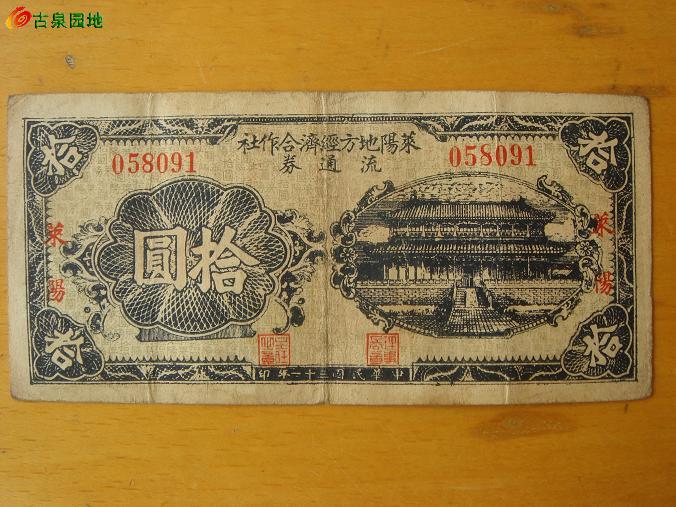 古泉园地
萊陽地方經濟合作社
流通券
058091
058091
拾
拾
萊陽
萊陽
拾圓
拾
拾
中華民國三十一年印